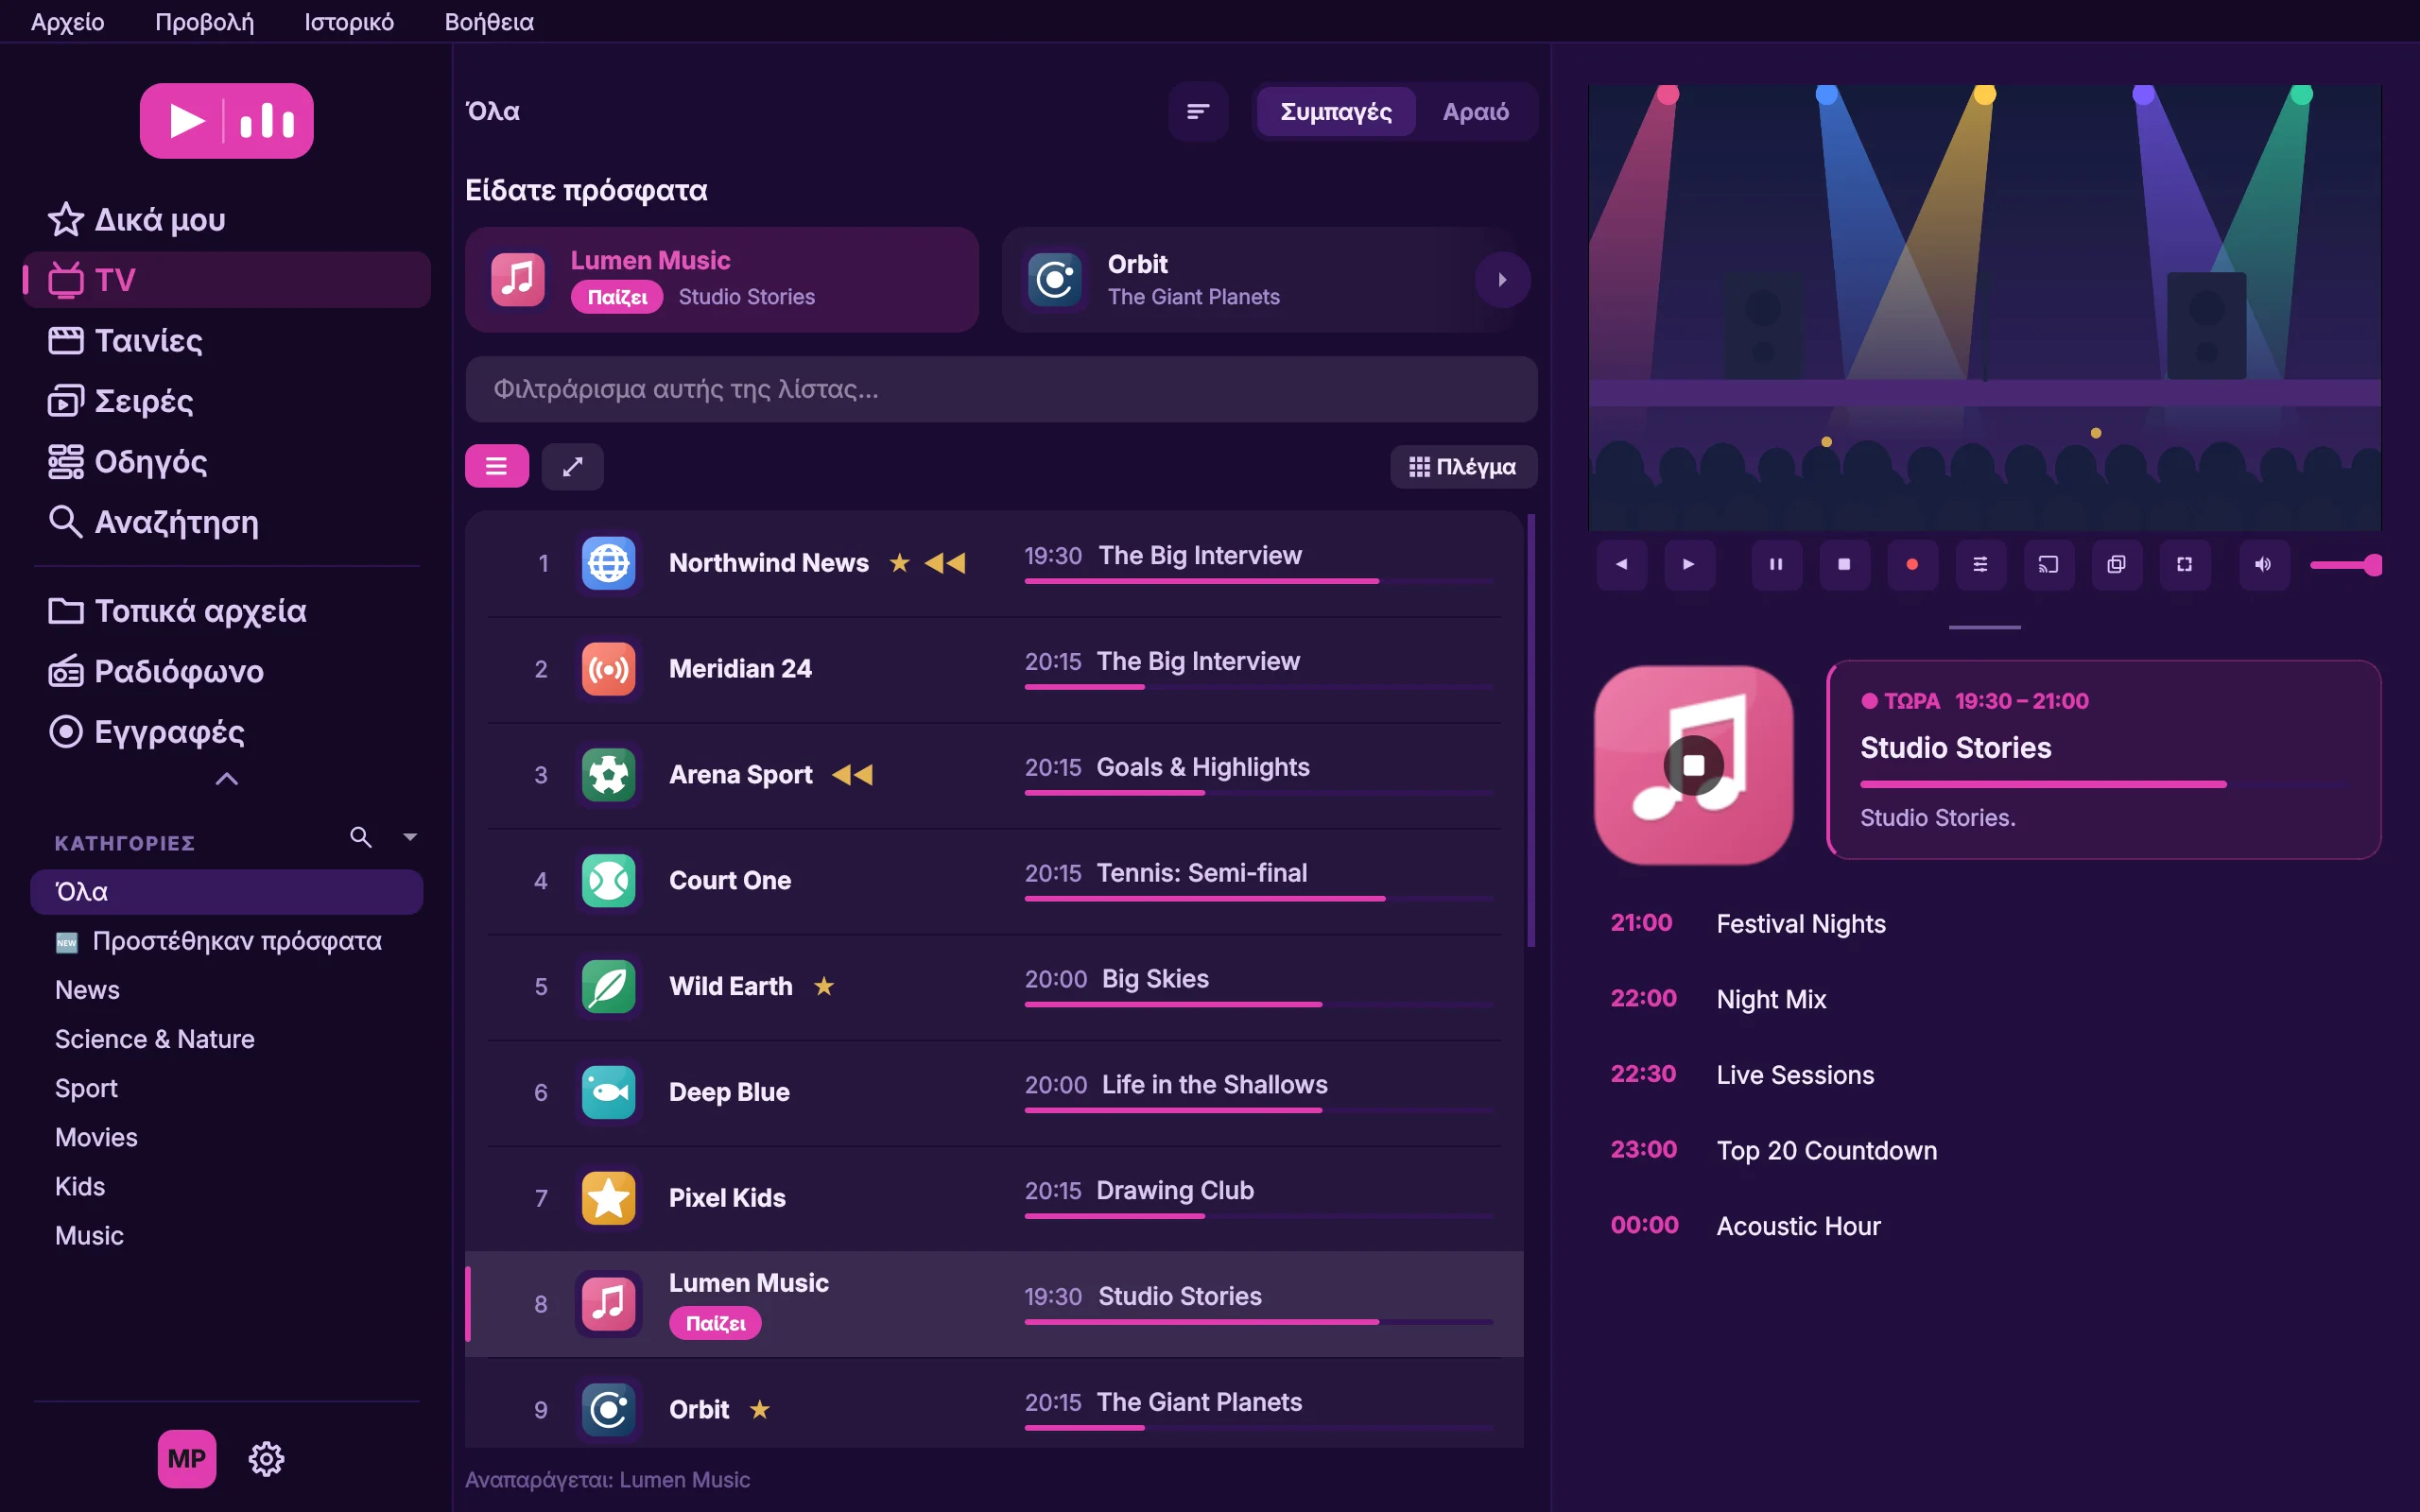 Αρχείο Προβολή Ιστορικό Βοήθεια
Δικά μου
TV
Ταινίες
Σειρές
Οδηγός
Αναζήτηση
Τοπικά αρχεία
Ραδιόφωνο
Εγγραφές
ΚΑΤΗΓΟΡΙΕΣ
Όλα
NEW Προστέθηκαν πρόσφατα
News
Science & Nature
Sport
Movies
Kids
Music
MP
Όλα
Συμπαγές Αραιό
Είδατε πρόσφατα
Lumen Music
Παίζει Studio Stories
Orbit
The Giant Planets
Φιλτράρισμα αυτής της λίστας...
Πλέγμα
1 Northwind News 19:30 The Big Interview
2 Meridian 24 20:15 The Big Interview
3 Arena Sport 20:15 Goals & Highlights
4 Court One 20:15 Tennis: Semi-final
5 Wild Earth 20:00 Big Skies
6 Deep Blue 20:00 Life in the Shallows
7 Pixel Kids 20:15 Drawing Club
8 Lumen Music 19:30 Studio Stories
Παίζει
9 Orbit 20:15 The Giant Planets
Αναπαράγεται: Lumen Music
ΤΩΡΑ 19:30 – 21:00
Studio Stories
Studio Stories.
21:00 Festival Nights
22:00 Night Mix
22:30 Live Sessions
23:00 Top 20 Countdown
00:00 Acoustic Hour